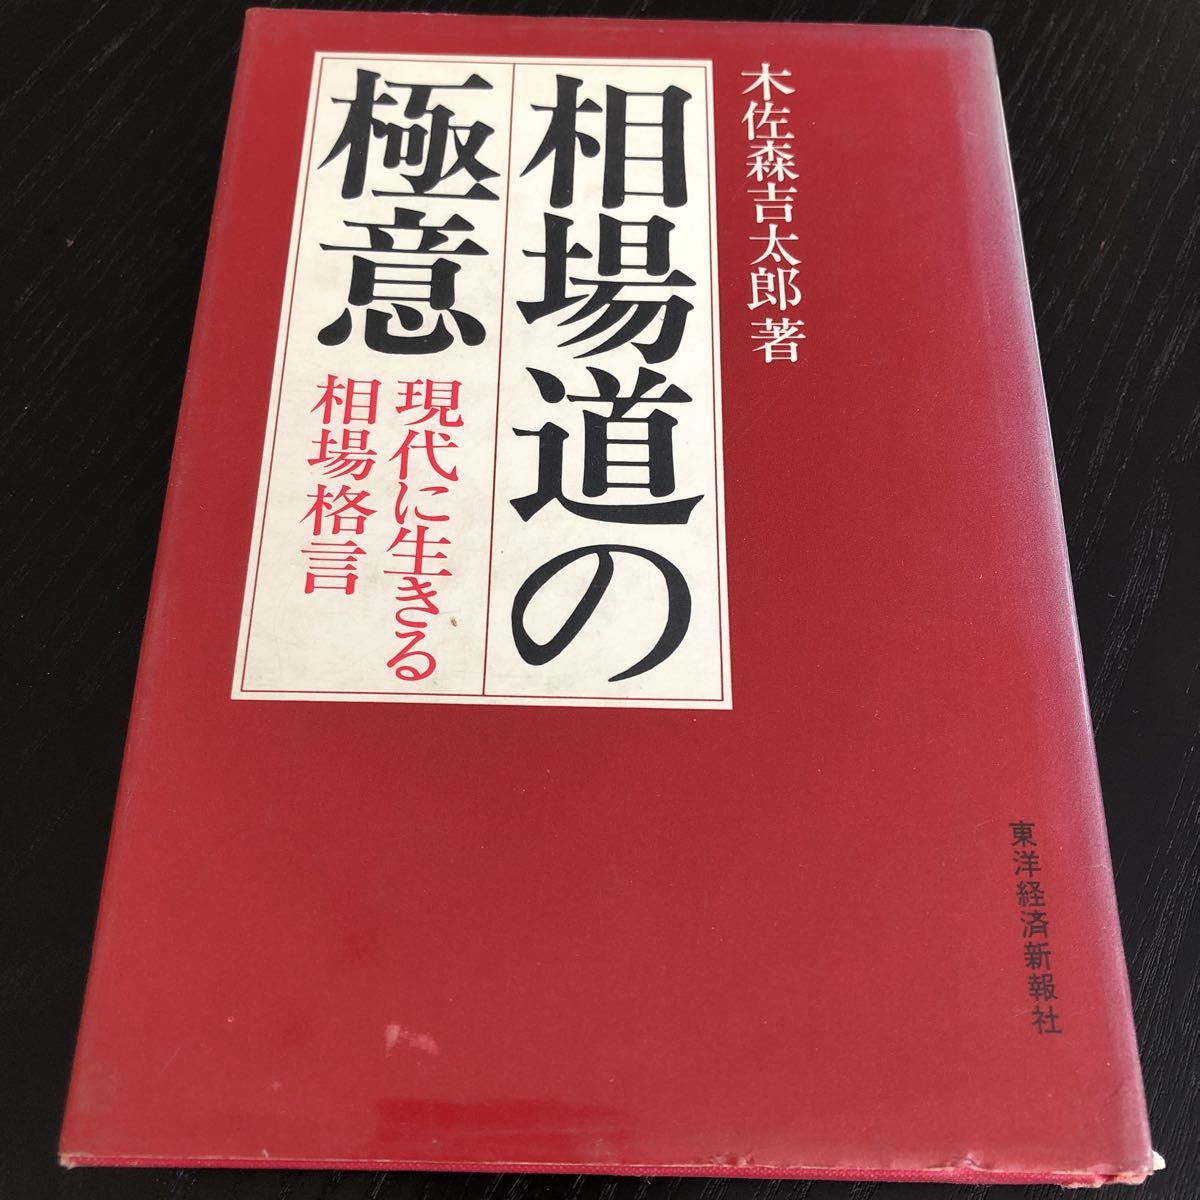 木佐森吉太郎著
相場道の
極意
現代に生きる
相場格言
東洋経済新報社